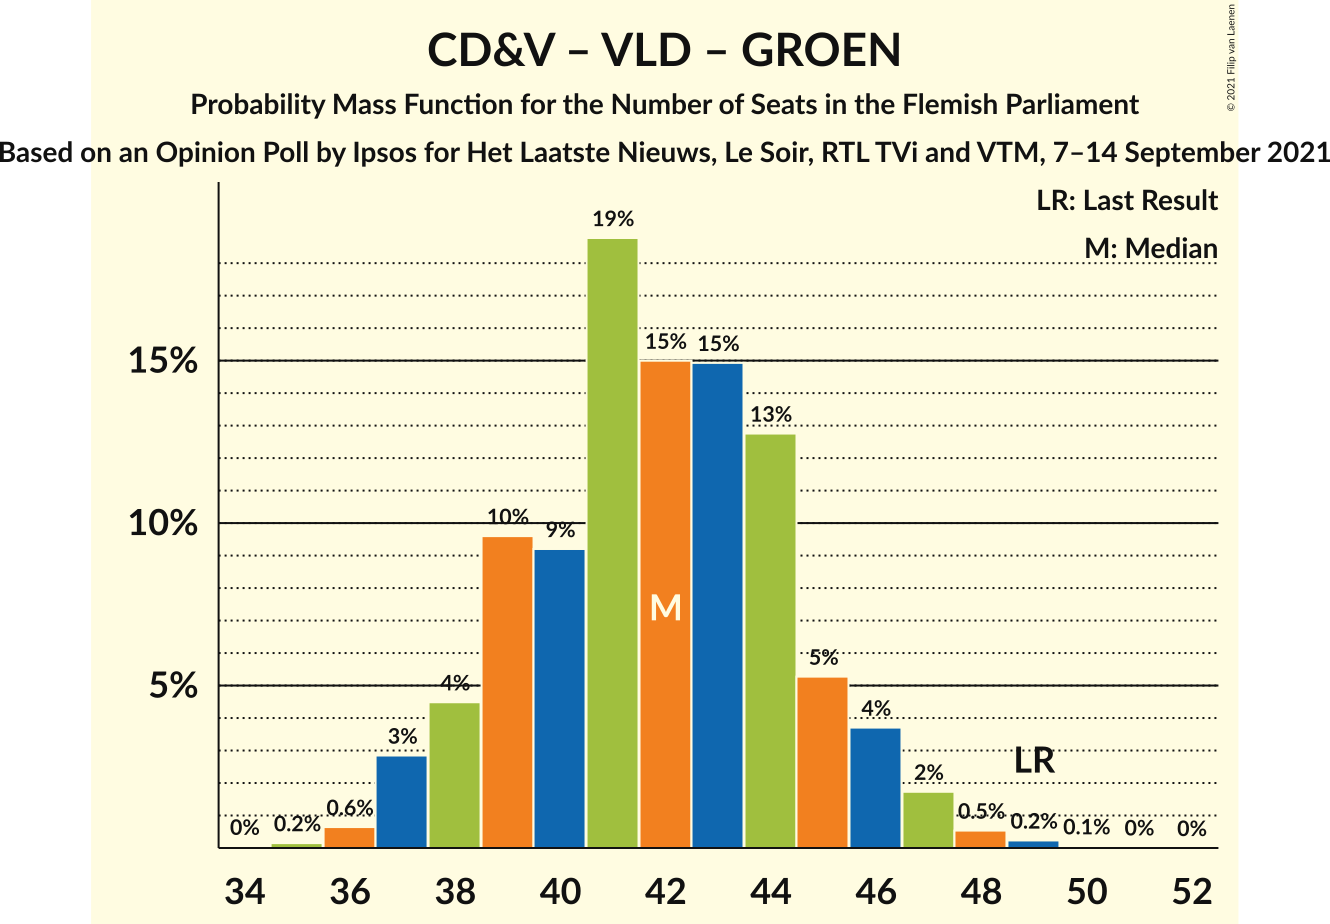 CD&V – VLD – GROEN
Probability Mass Function for the Number of Seats in the Flemish Parliament
Based on an Opinion Poll by Ipsos for Het Laatste Nieuws, Le Soir, RTL TVi and VTM, 7–14 September 2021
© 2021 Filip van Laenen
LR: Last Result
M: Median
19%
15%
15%
15%
13%
10%
10%
9%
M
5%
5%
4%
4%
3%
LR
2%
0%
0.2%
0.6%
0.5%
0.2%
0.1%
0%
0%
34 36 38 40 42 44 46 48 50 52